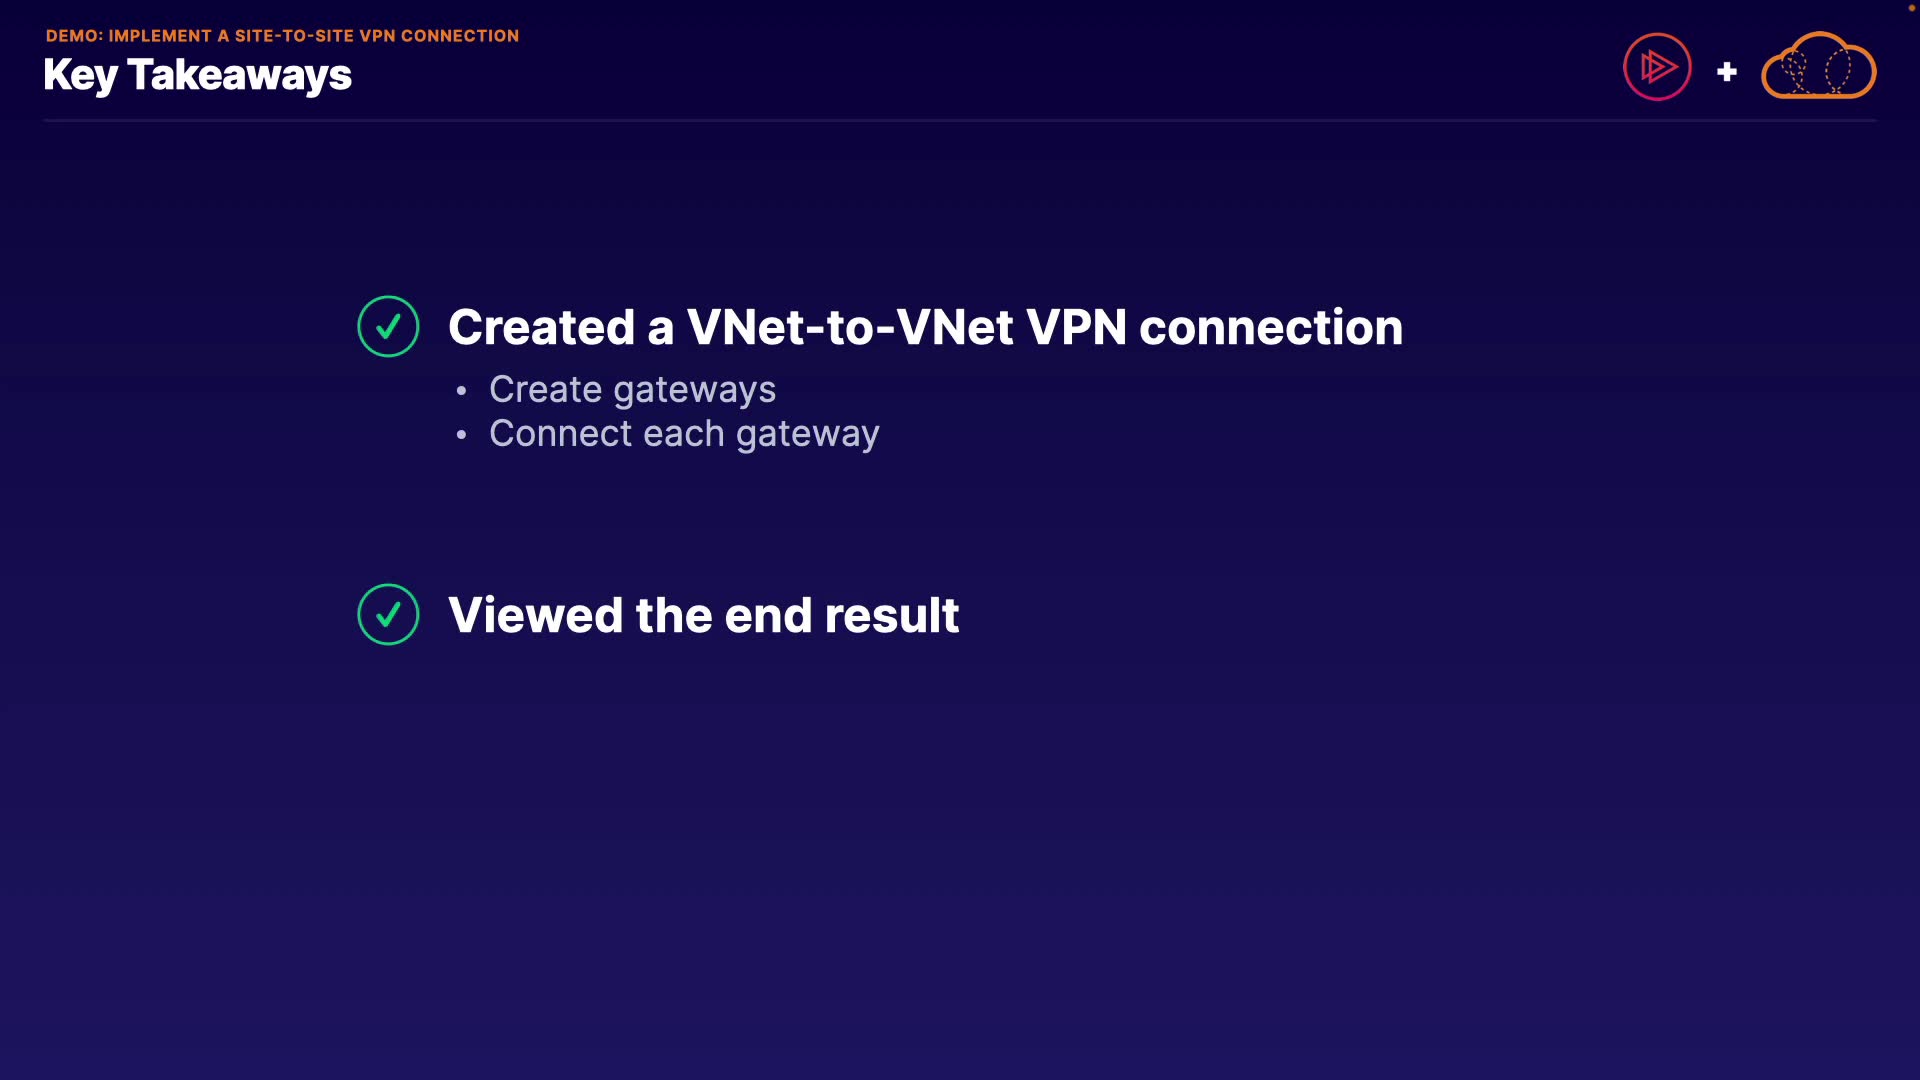 DEMO: IMPLEMENT A SITE-TO-SITE VPN CONNECTION
Key Takeaways
+
Created a VNet-to-VNet VPN connection
• Create gateways
• Connect each gateway
Viewed the end result